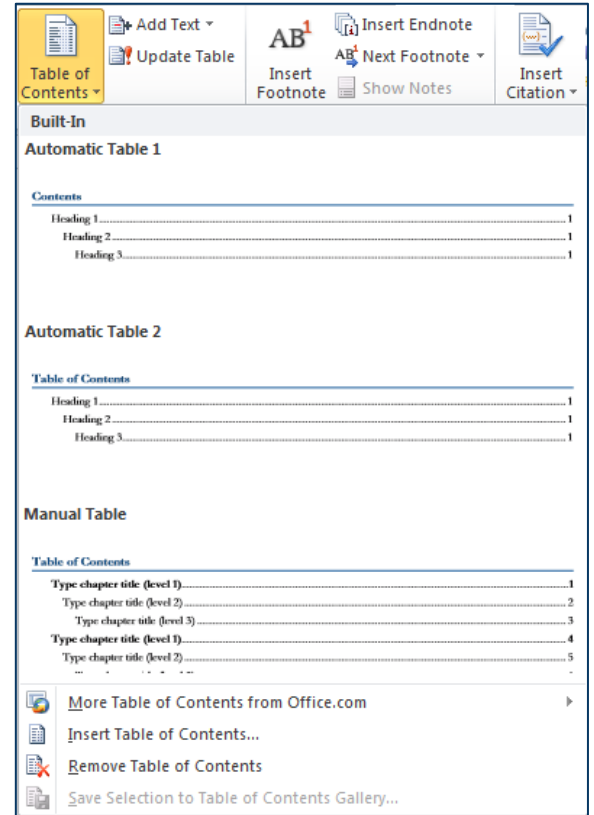 Add Text
Update Table
Table of
Contents
AB1
Insert
Footnote
[i] Insert Endnote
AB Next Footnote
Show Notes
Insert
Citation
Built-In
Automatic Table 1
Contents
Heading 1 1
Heading 2 1
Heading 3 1
Automatic Table 2
Table of Contents
Heading 1 1
Heading 2 1
Heading 3 1
Manual Table
Table of Contents
Type chapter title (level 1) 1
Type chapter title (level 2) 2
Type chapter title (level 3) 3
Type chapter title (level 1) 4
Type chapter title (level 2) 5
More Table of Contents from Office.com
Insert Table of Contents...
Remove Table of Contents
Save Selection to Table of Contents Gallery...